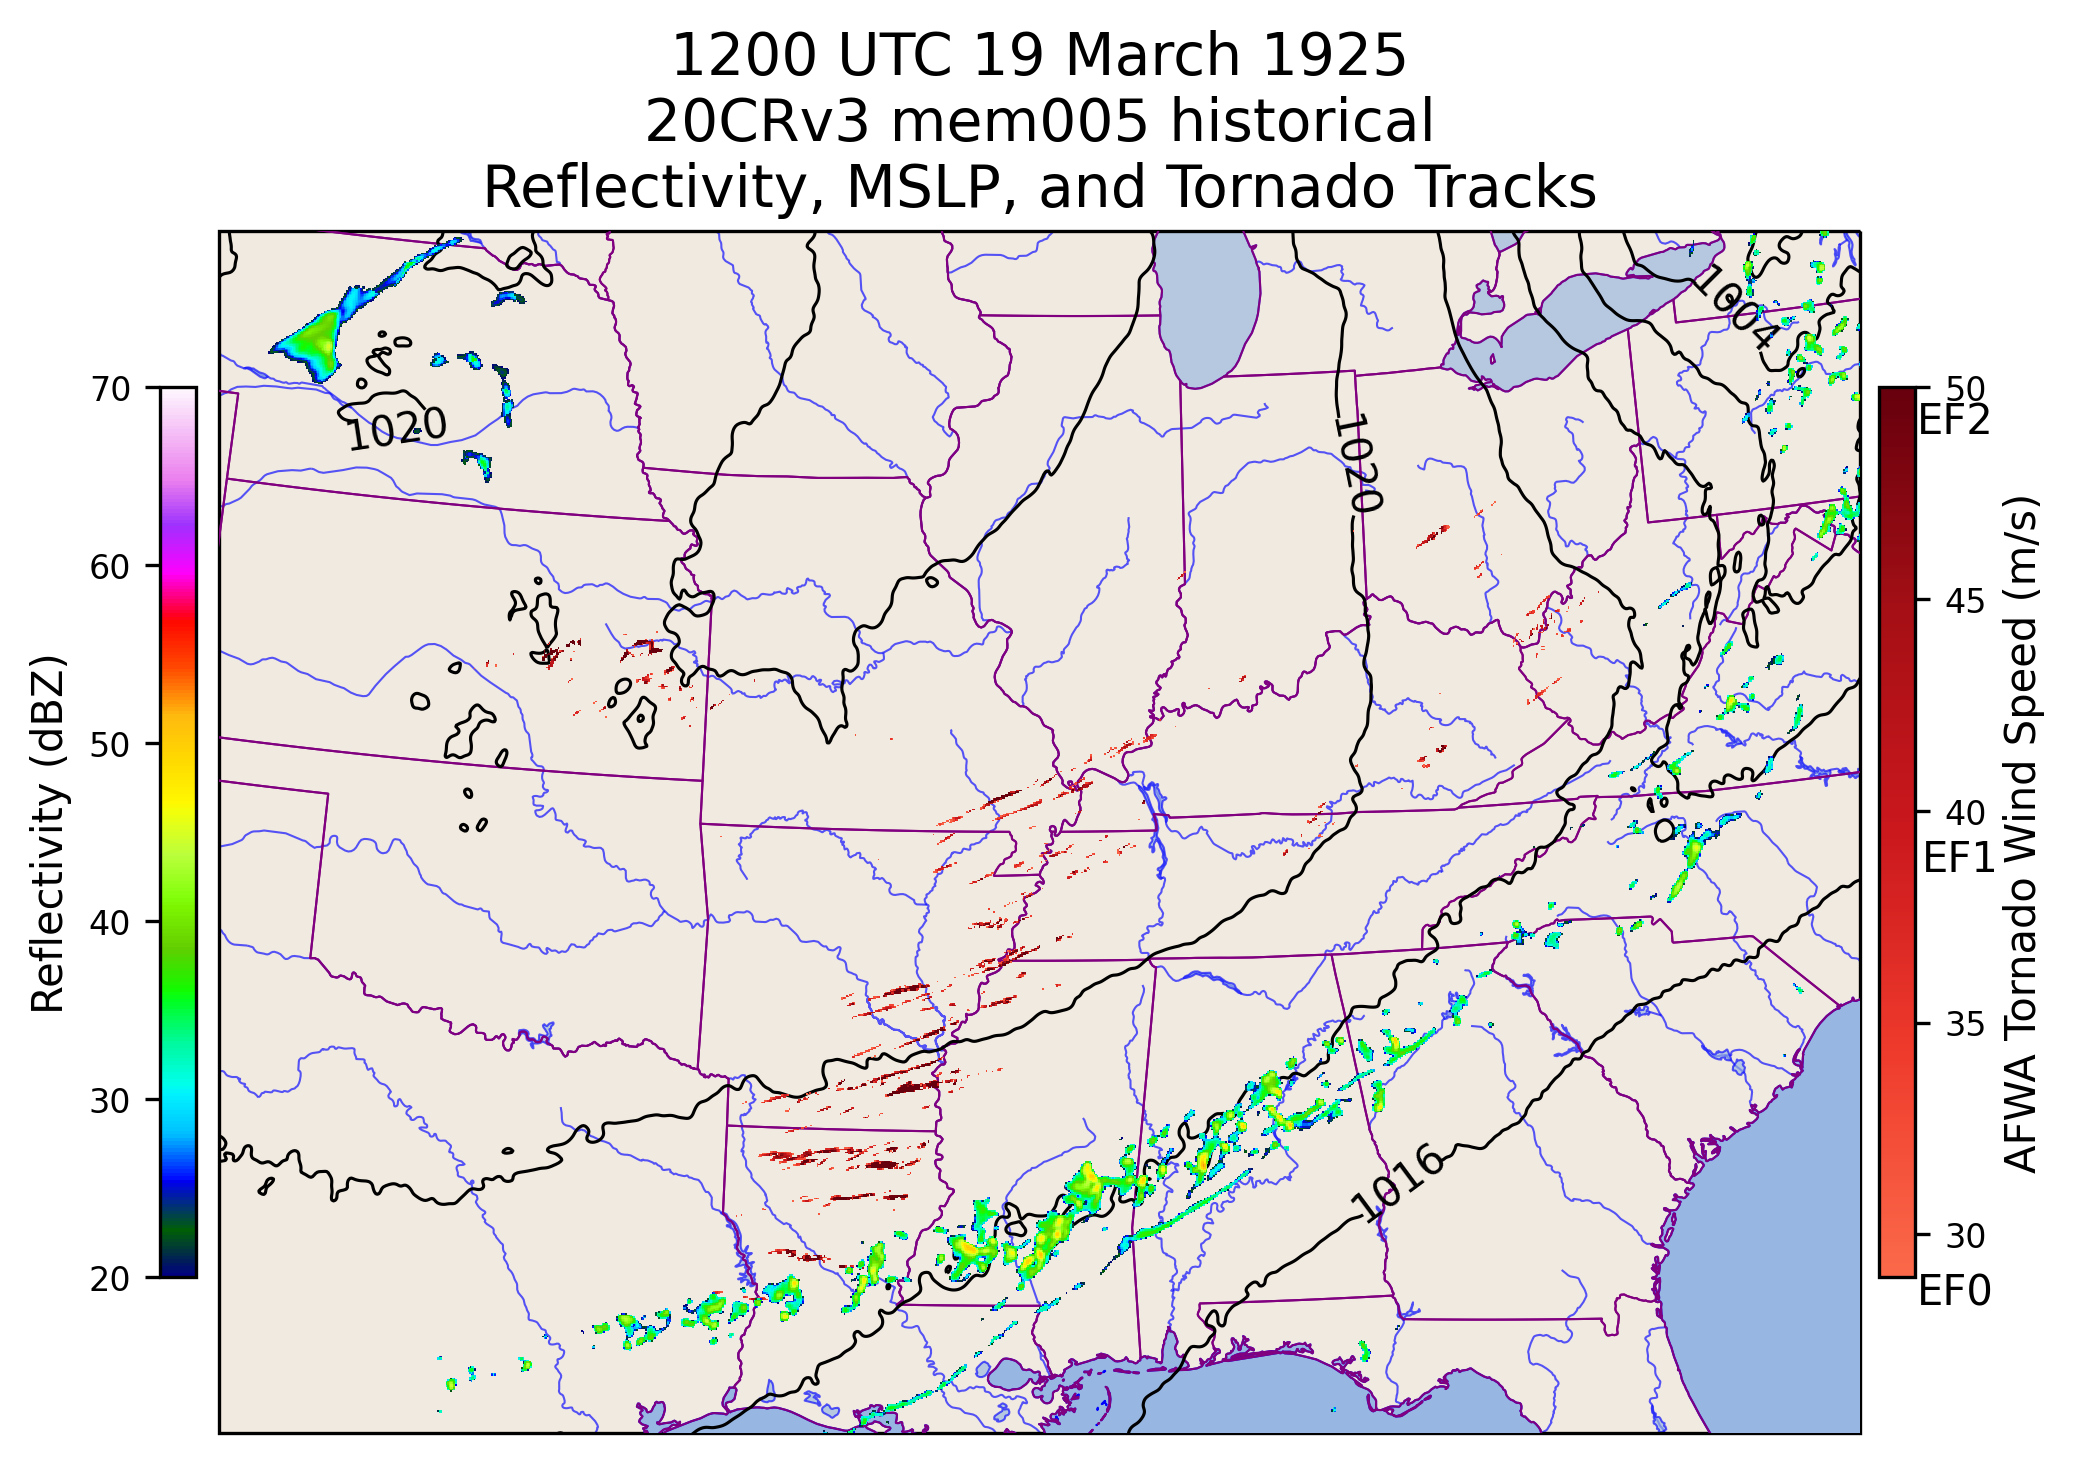 1200 UTC 19 March 1925
20CRv3 mem005 historical
Reflectivity, MSLP, and Tornado Tracks
Reflectivity (dBZ)
70
60
50
40
30
20
1020
1020
1004
1016
50
EF2
45
40
EF1
35
30
EF0
AFWA Tornado Wind Speed (m/s)